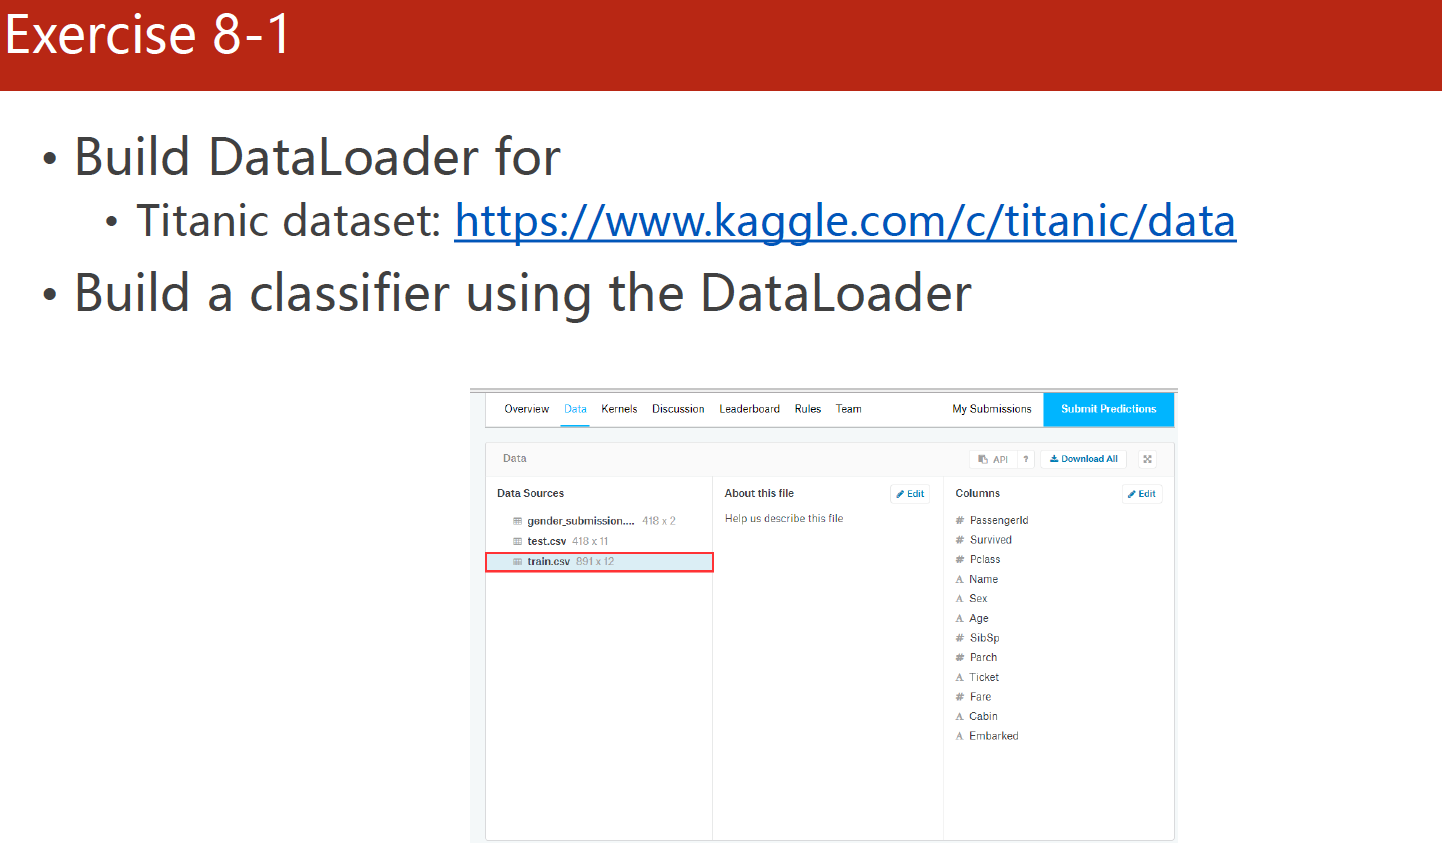 Exercise 8-1
• Build DataLoader for
• Titanic dataset: https://www.kaggle.com/c/titanic/data
• Build a classifier using the DataLoader
Overview Data Kernels Discussion Leaderboard Rules Team My Submissions Submit Predictions
Data API ? Download All
Data Sources
gender_submission.... 418 x 2
test.csv 418 x 11
train.csv 891 x 12
About this file Edit
Help us describe this file
Columns Edit
# PassengerId
# Survived
# Pclass
A Name
A Sex
A Age
# SibSp
# Parch
A Ticket
# Fare
A Cabin
A Embarked